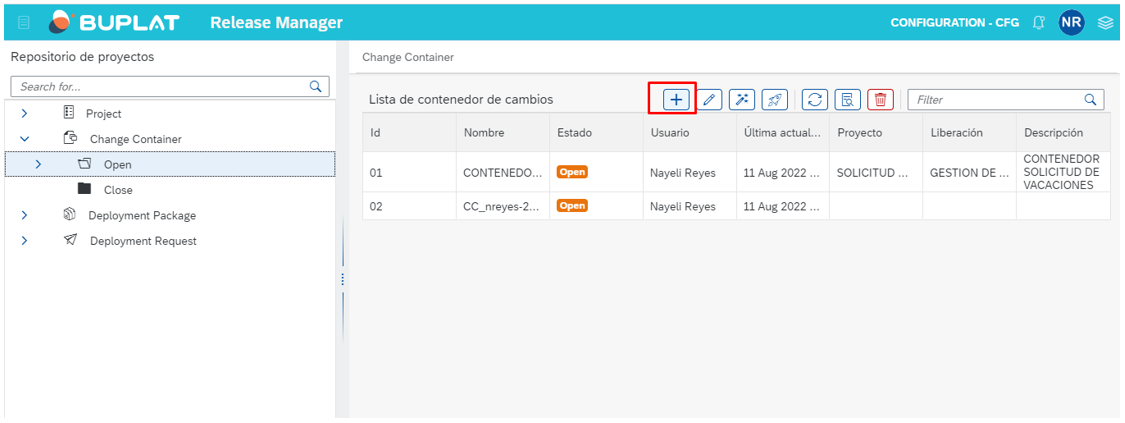 BUPLAT Release Manager CONFIGURATION - CFG NR
Repositorio de proyectos
Search for...
Project
Change Container
Open
Close
Deployment Package
Deployment Request
Change Container
Lista de contenedor de cambios
Filter
Id Nombre Estado Usuario Última actual... Proyecto Liberación Descripción
01 CONTENEDO... Open Nayeli Reyes 11 Aug 2022 ... SOLICITUD ... GESTION DE ... CONTENEDOR
SOLICITUD DE
VACACIONES
02 CC_nreyes-2... Open Nayeli Reyes 11 Aug 2022 ...